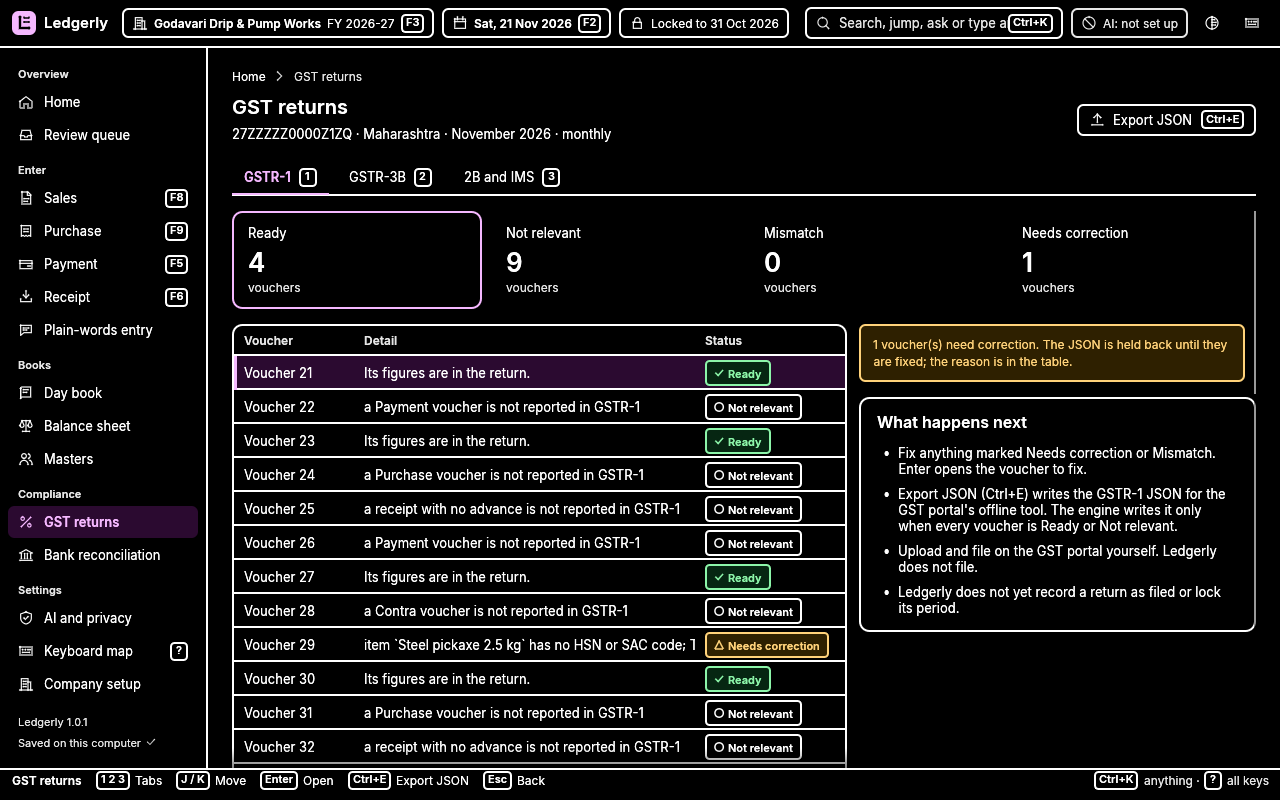 Ledgerly
Godavari Drip & Pump Works FY 2026-27 F3
Sat, 21 Nov 2026 F2
Locked to 31 Oct 2026
Search, jump, ask or type a Ctrl+K
AI: not set up
Overview
Home
Review queue
Enter
Sales F8
Purchase F9
Payment F5
Receipt F6
Plain-words entry
Books
Day book
Balance sheet
Masters
Compliance
GST returns
Bank reconciliation
Settings
AI and privacy
Keyboard map ?
Company setup
Ledgerly 1.0.1
Saved on this computer
Home GST returns
GST returns
27ZZZZZ0000Z1ZQ · Maharashtra · November 2026 · monthly
Export JSON Ctrl+E
GSTR-1 1 GSTR-3B 2 2B and IMS 3
Ready
4
vouchers
Not relevant
9
vouchers
Mismatch
0
vouchers
Needs correction
1
vouchers
Voucher Detail Status
Voucher 21 Its figures are in the return. Ready
Voucher 22 a Payment voucher is not reported in GSTR-1 Not relevant
Voucher 23 Its figures are in the return. Ready
Voucher 24 a Purchase voucher is not reported in GSTR-1 Not relevant
Voucher 25 a receipt with no advance is not reported in GSTR-1 Not relevant
Voucher 26 a Payment voucher is not reported in GSTR-1 Not relevant
Voucher 27 Its figures are in the return. Ready
Voucher 28 a Contra voucher is not reported in GSTR-1 Not relevant
Voucher 29 item `Steel pickaxe 2.5 kg` has no HSN or SAC code; Needs correction
Voucher 30 Its figures are in the return. Ready
Voucher 31 a Purchase voucher is not reported in GSTR-1 Not relevant
Voucher 32 a receipt with no advance is not reported in GSTR-1 Not relevant
1 voucher(s) need correction. The JSON is held back until they
are fixed; the reason is in the table.
What happens next
• Fix anything marked Needs correction or Mismatch.
Enter opens the voucher to fix.
• Export JSON (Ctrl+E) writes the GSTR-1 JSON for the
GST portal's offline tool. The engine writes it only
when every voucher is Ready or Not relevant.
• Upload and file on the GST portal yourself. Ledgerly
does not file.
• Ledgerly does not yet record a return as filed or lock
its period.
GST returns 1 2 3 Tabs J / K Move Enter Open Ctrl+E Export JSON Esc Back
Ctrl+K anything · ? all keys